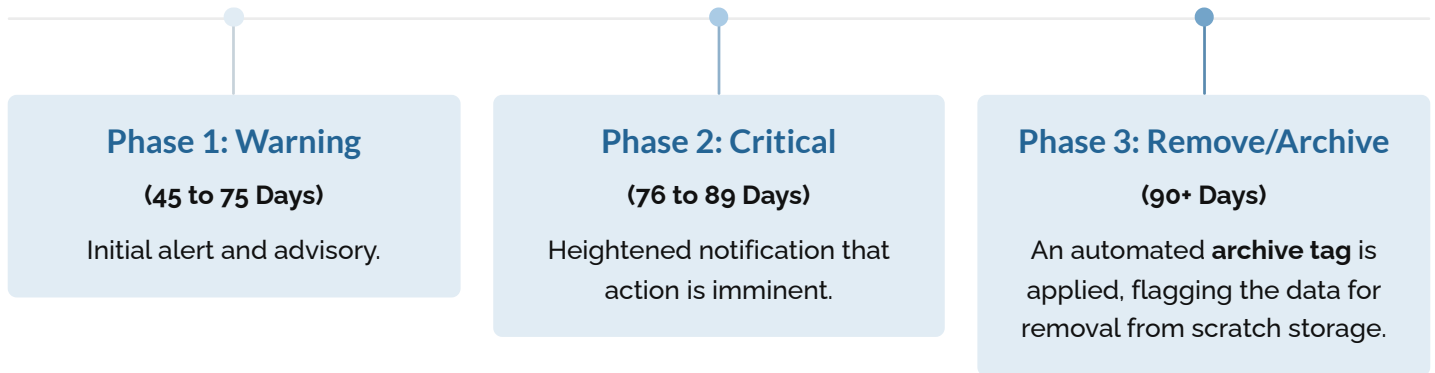 Phase 1: Warning
(45 to 75 Days)
Initial alert and advisory.
Phase 2: Critical
(76 to 89 Days)
Heightened notification that
action is imminent.
Phase 3: Remove/Archive
(90+ Days)
An automated archive tag is
applied, flagging the data for
removal from scratch storage.